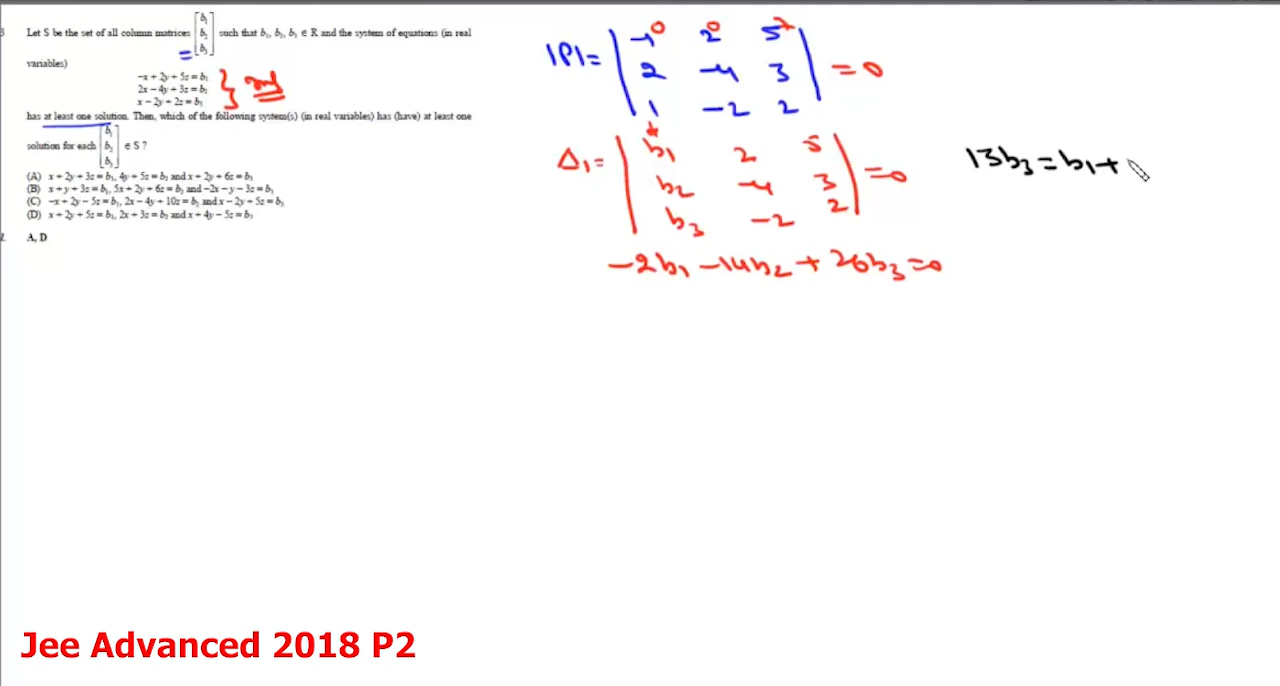 Let S be the set of all column matrices [b₁ b₂ b₃] such that b₁, b₂, b₃ ∈ R and the system of equations (in real
variables)
−x + 2y + 5z = b₁
2x − 4y + 3z = b₂
x − 2y + 2z = b₃
has at least one solution. Then, which of the following system(s) (in real variables) has (have) at least one
solution for each [b₁ b₂ b₃] ∈ S?
(A) x + 2y + 3z = b₁, 4y + 5z = b₂ and x + 2y + 6z = b₃
(B) x + y + 3z = b₁, 5x + 2y + 6z = b₂ and −2x − y − 3z = b₃
(C) −x + 2y − 5z = b₁, 2x − 4y + 10z = b₂ and x − 2y + 5z = b₃
(D) x + 2y + 5z = b₁, 2x + 3z = b₂ and x + 4y − 5z = b₃
A, D
|P| = | −1 2 5 |
| 2 −4 3 | = 0
| 1 −2 2 |
Δ₁ = | b₁ 2 5 |
| b₂ −4 3 | = 0
| b₃ −2 2 |
−2b₁ − 14b₂ + 26b₃ = 0
13b₃ = b₁ +
Jee Advanced 2018 P2